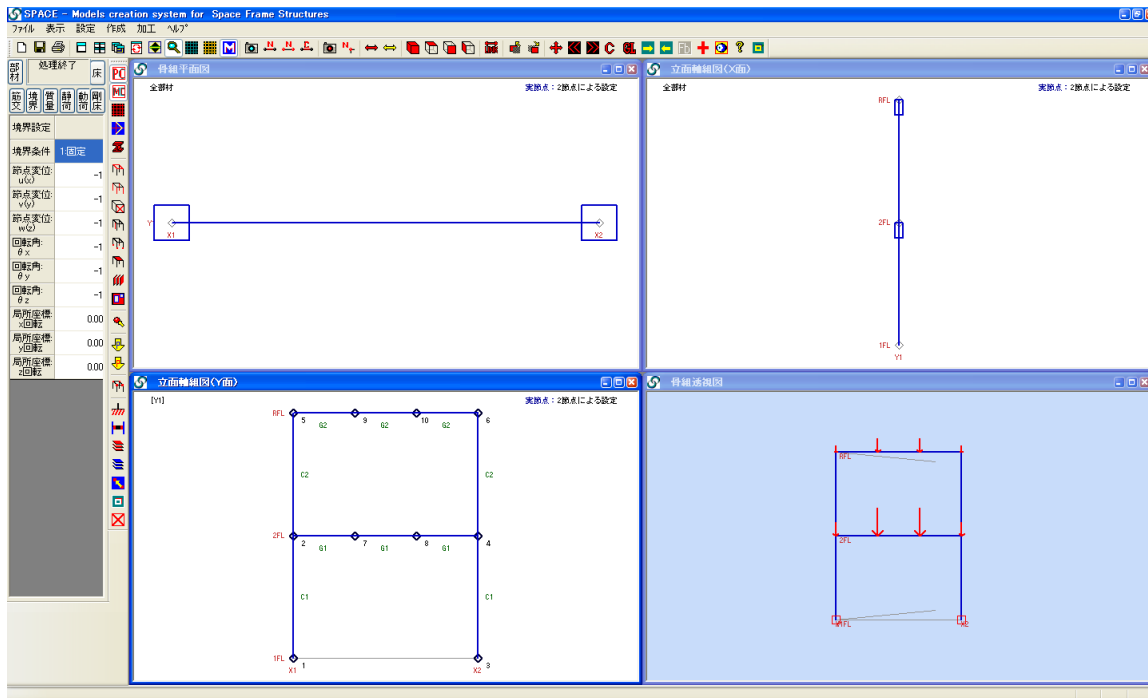 SPACE - Models creation system for Space Frame Structures
ファイル 表示 設定 作成 加工 ヘルプ
部材 処理終了 床
筋交 境界 質量 静荷 動荷 剛床
境界設定
境界条件 1:固定
節点変位: u(x) -1
節点変位: v(y) -1
節点変位: w(z) -1
回転角: θx -1
回転角: θy -1
回転角: θz -1
局所座標: x回転 0.00
局所座標: y回転 0.00
局所座標: z回転 0.00
PC
MC
骨組平面図
全部材 実節点:2節点による設定
X1 X2
立面軸組図(X面)
全部材 実節点:2節点による設定
RFL
2FL
1FL
Y1
立面軸組図(Y面)
[Y1] 実節点:2節点による設定
RFL 5 G2 9 G2 10 G2 6
C2 C2
2FL 2 G1 7 G1 8 G1 4
C1 C1
1FL 1 3
X1 X2
骨組透視図
RFL
2FL
1FL X2